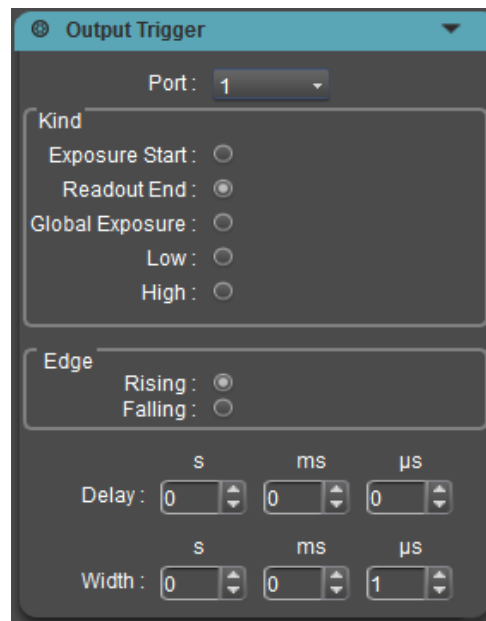 Output Trigger
Port : 1
Kind
Exposure Start :
Readout End :
Global Exposure :
Low :
High :
Edge
Rising :
Falling :
s ms µs
Delay : 0 0 0
s ms µs
Width : 0 0 1